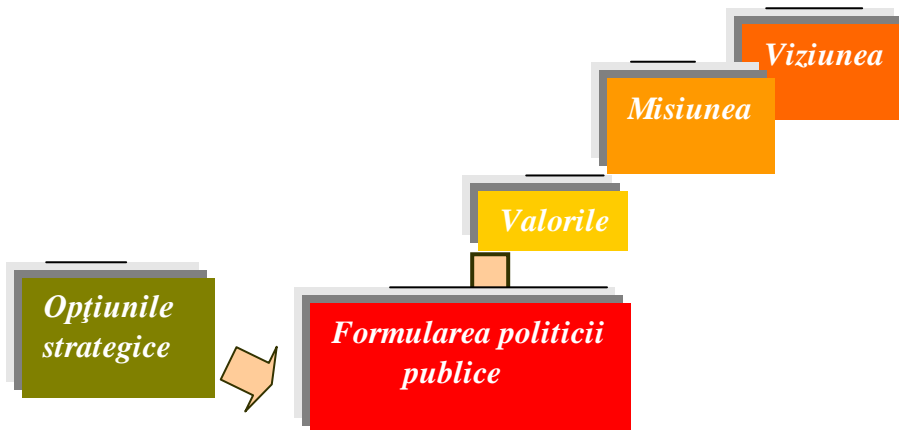 Viziunea
Misiunea
Valorile
Opţiunile
strategice
Formularea politicii
publice